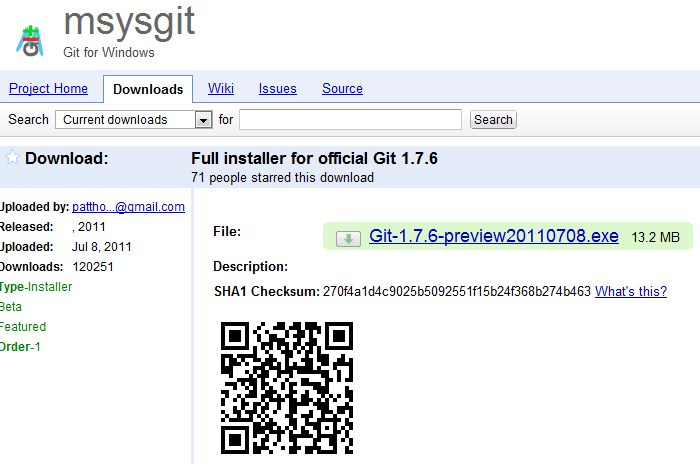 msysgit
Git for Windows
Project Home Downloads Wiki Issues Source
Search Current downloads for Search
Download: Full installer for official Git 1.7.6
71 people starred this download
Uploaded by: pattho...@gmail.com
Released: , 2011
Uploaded: Jul 8, 2011
Downloads: 120251
Type-Installer
Beta
Featured
Order-1
File: Git-1.7.6-preview20110708.exe 13.2 MB
Description:
SHA1 Checksum: 270f4a1d4c9025b5092551f15b24f368b274b463 What's this?